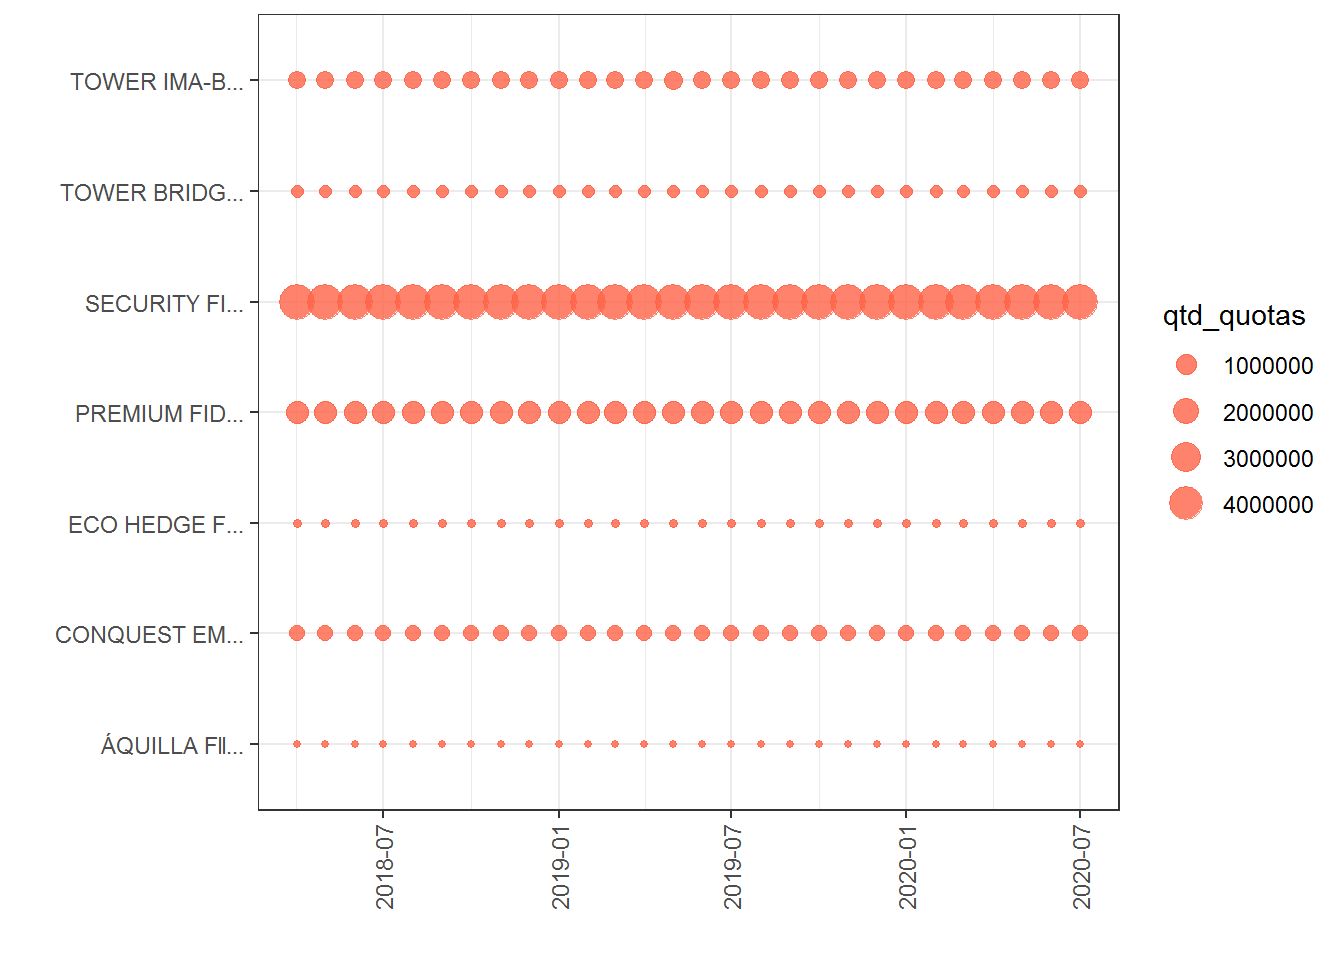 TOWER IMA-B...
TOWER BRIDG...
SECURITY FI...
PREMIUM FID...
ECO HEDGE F...
CONQUEST EM...
ÁQUILLA FII...
2018-07
2019-01
2019-07
2020-01
2020-07
qtd_quotas
1000000
2000000
3000000
4000000